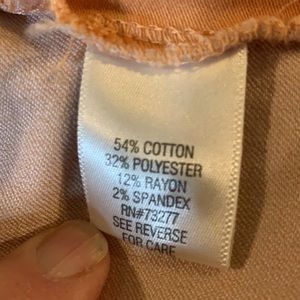 54% COTTON
32% POLYESTER
12% RAYON
2% SPANDEX
RN#73277
SEE REVERSE
FOR CARE